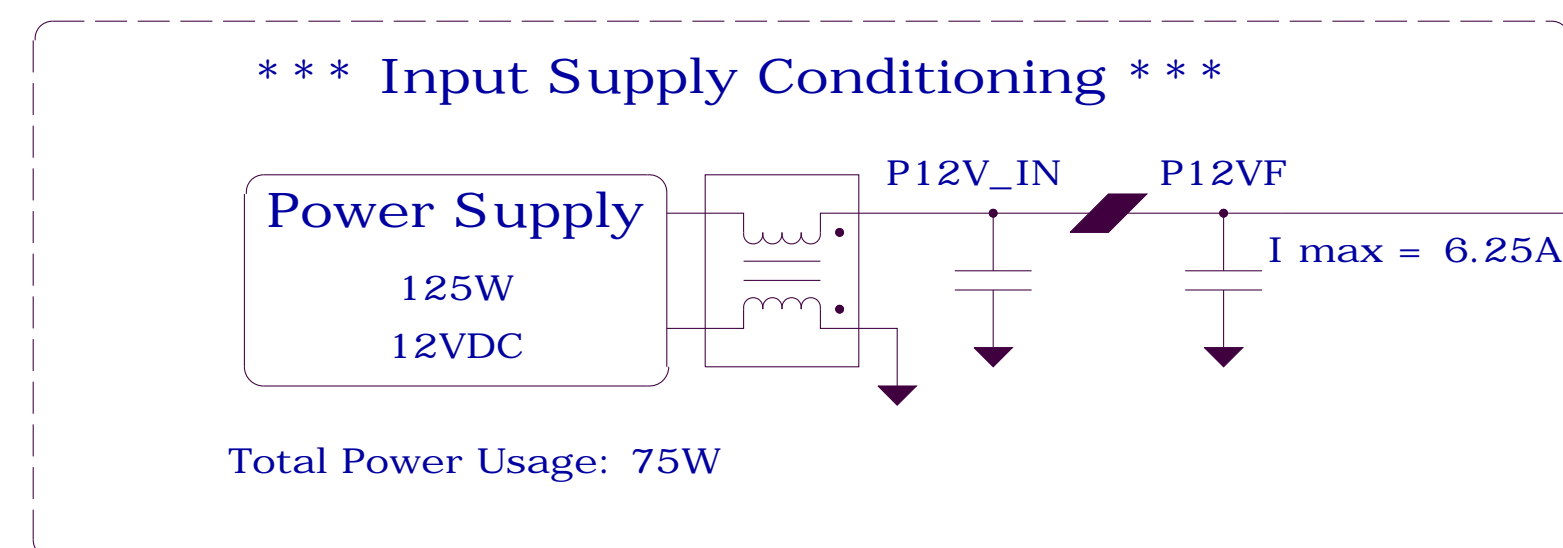 *** Input Supply Conditioning ***
P12V_IN
P12VF
Power Supply
I max = 6.25A
125W
12VDC
Total Power Usage: 75W